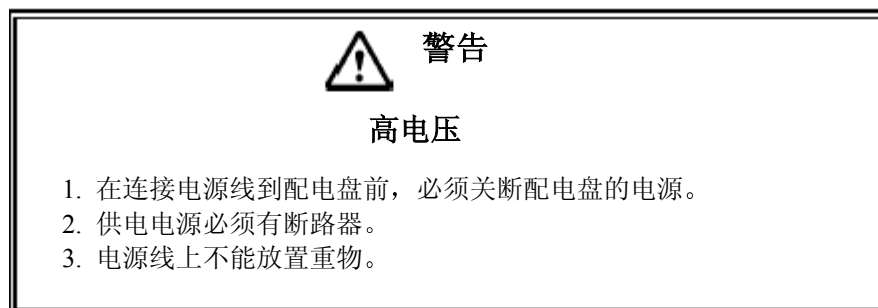 警告
高电压
1. 在连接电源线到配电盘前，必须关断配电盘的电源。
2. 供电电源必须有断路器。
3. 电源线上不能放置重物。